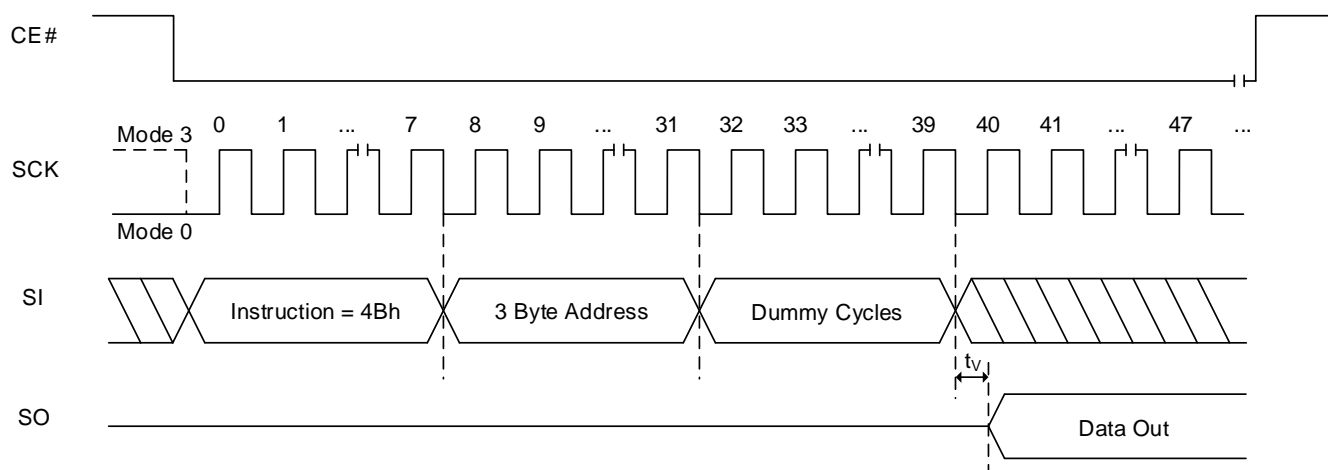 CE#
Mode 3
0 1 ... 7 8 9 ... 31 32 33 ... 39 40 41 ... 47 ...
SCK
Mode 0
SI
Instruction = 4Bh
3 Byte Address
Dummy Cycles
tV
SO
Data Out